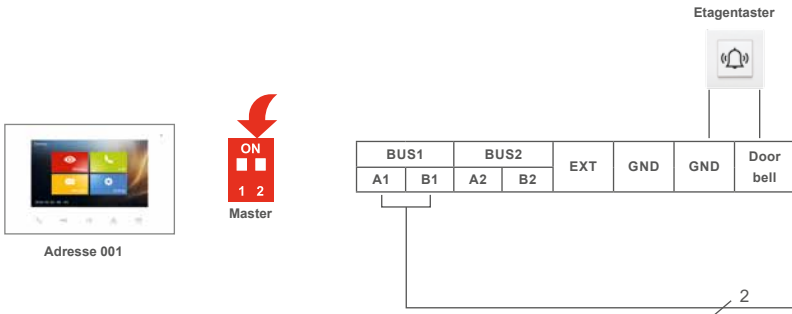 Etagentaster
ON
1 2
Master
Adresse 001
BUS1 BUS2 EXT GND GND Door bell
A1 B1 A2 B2
2